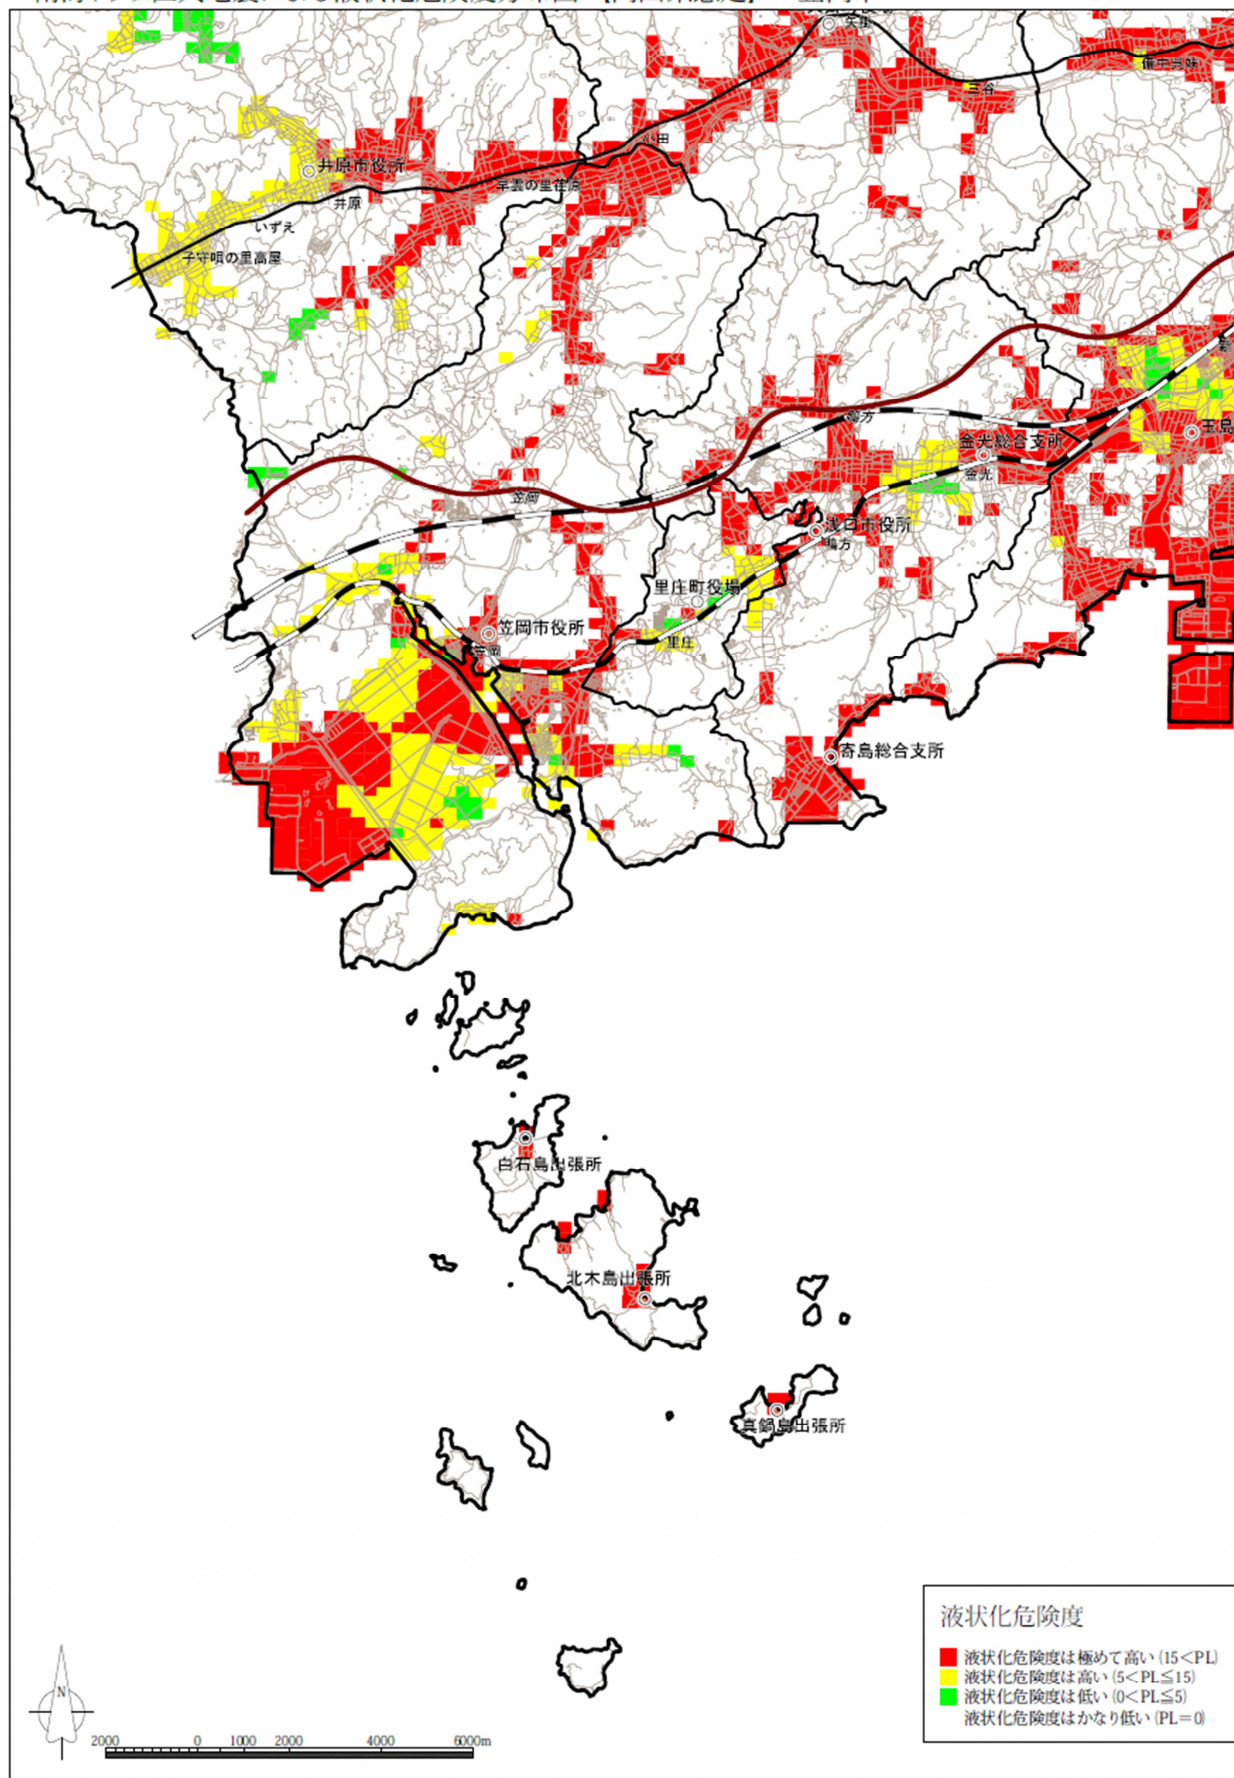 三谷
備中呉妹
小田
井原市役所
早雲の里荏原
井原
いずえ
子守唄の里高屋
鴨方
玉島
金光総合支所
金光
笠岡
浅口市役所
鴨方
里庄町役場
笠岡市役所
里庄
笠岡
寄島総合支所
白石島出張所
北木島出張所
真鍋島出張所
液状化危険度
液状化危険度は極めて高い (15<PL)
液状化危険度は高い (5<PL≦15)
液状化危険度は低い (0<PL≦5)
液状化危険度はかなり低い (PL=0)
N
2000 0 1000 2000 4000 6000m